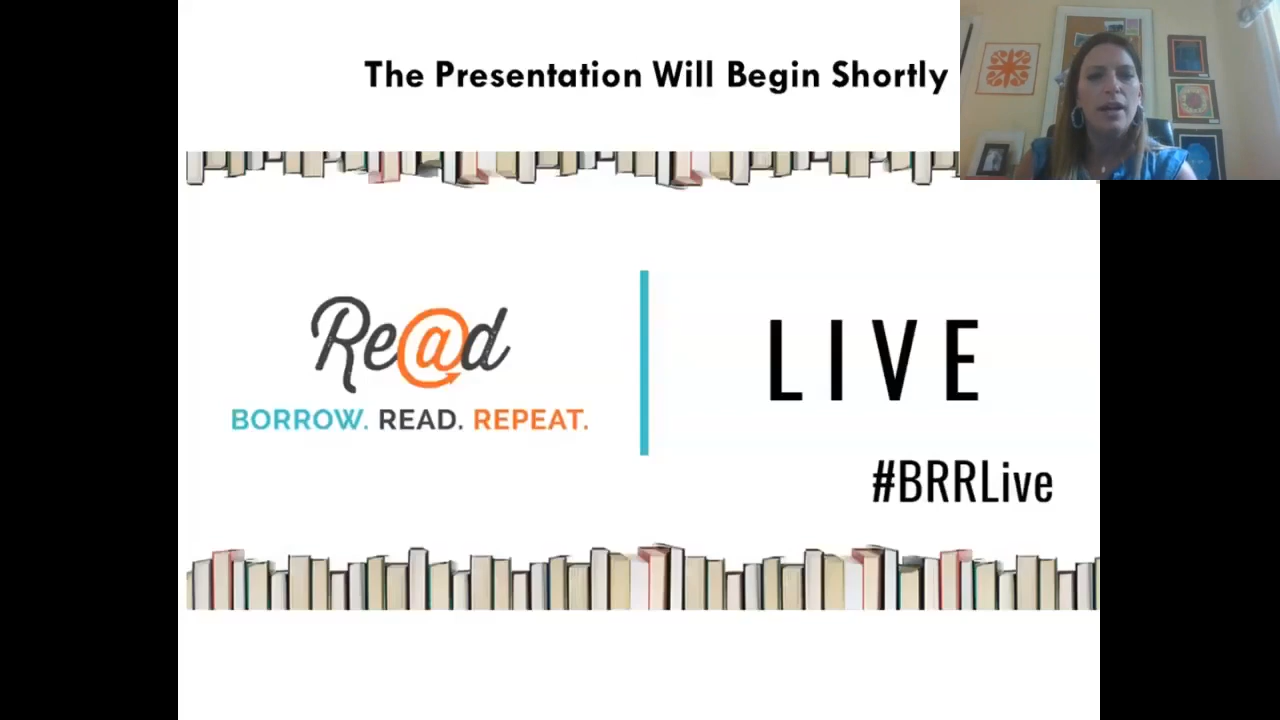 The Presentation Will Begin Shortly
Re@d
BORROW. READ. REPEAT.
LIVE
#BRRLive